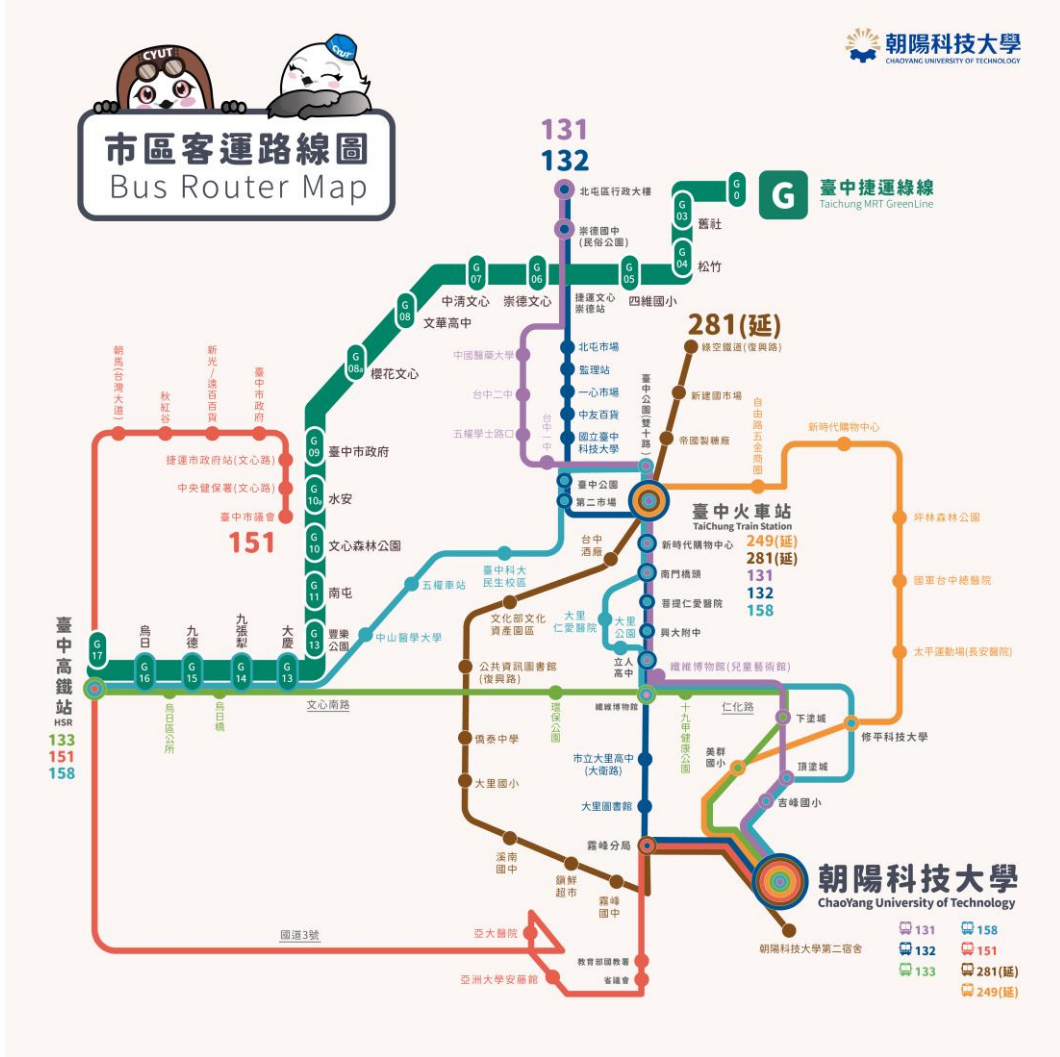 CYUT
CYUT
市區客運路線圖
Bus Router Map
朝陽科技大學
CHAOYANG UNIVERSITY OF TECHNOLOGY
131
132
北屯區行政大樓
崇德國中
(民俗公園)
G
0
G
臺中捷運綠線
Taichung MRT GreenLine
G
03
舊社
G
04
松竹
G
05
四維國小
G
06
崇德文心
G
07
中清文心
G
08
文華高中
G
08a
櫻花文心
G
09
臺中市政府
G
10a
水安
G
10
文心森林公園
G
11
南屯
G
13
豐樂
公園
大慶
G
13
九張犁
G
14
九德
G
15
烏日
G
16
G
17
捷運文心
崇德站
北屯市場
監理站
一心市場
中友百貨
國立臺中
科技大學
臺中公園
第二市場
中國醫藥大學
台中二中
五權學士路口
台中一中
臺中公園(雙十路)
281(延)
綠空鐵道(復興路)
新建國市場
帝國製糖廠
自由路五金商圈
新時代購物中心
坪林森林公園
國軍台中總醫院
太平運動場(長安醫院)
修平科技大學
朝馬(台灣大道)
秋紅谷
新光/遠百百貨
臺中市政府
捷運市政府站(文心路)
中央健保署(文心路)
臺中市議會
151
臺中火車站
TaiChung Train Station
249(延)
281(延)
131
132
158
新時代購物中心
南門橋頭
菩提仁愛醫院
興大附中
立人
高中
大里
仁愛醫院
大里
公園
纖維博物館(兒童藝術館)
纖維博物館
台中
酒廠
臺中科大
民生校區
五權車站
中山醫學大學
文化部文化
資產園區
公共資訊圖書館
(復興路)
僑泰中學
大里國小
溪南
國中
鎖鮮
超市
霧峰
國中
臺中高鐵站
HSR
133
151
158
烏日區公所
烏日橋
文心南路
環保公園
十九甲健康公園
仁化路
下塗城
美群
國小
頂塗城
吉峰國小
市立大里高中
(大衛路)
大里圖書館
霧峰分局
朝陽科技大學
ChaoYang University of Technology
朝陽科技大學第二宿舍
國道3號
亞大醫院
亞洲大學安藤館
教育部國教署
省議會
131
158
132
151
133
281(延)
249(延)